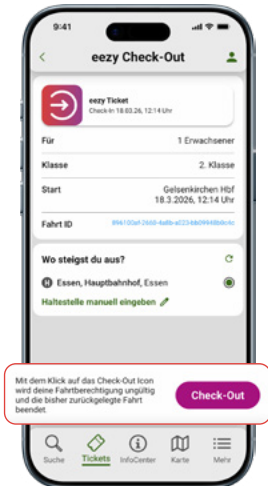 9:41
eezy Check-Out
eezy Ticket
Check-in 18.03.26, 12:14 Uhr
Für 1 Erwachsener
Klasse 2. Klasse
Start Gelsenkirchen Hbf
18.3.2026, 12:14 Uhr
Fahrt ID
Wo steigst du aus?
H Essen, Hauptbahnhof, Essen
Haltestelle manuell eingeben
Mit dem Klick auf das Check-Out Icon
wird deine Fahrtberechtigung ungültig
und die bisher zurückgelegte Fahrt
beendet
Check-Out
Suche Tickets InfoCenter Karte Mehr